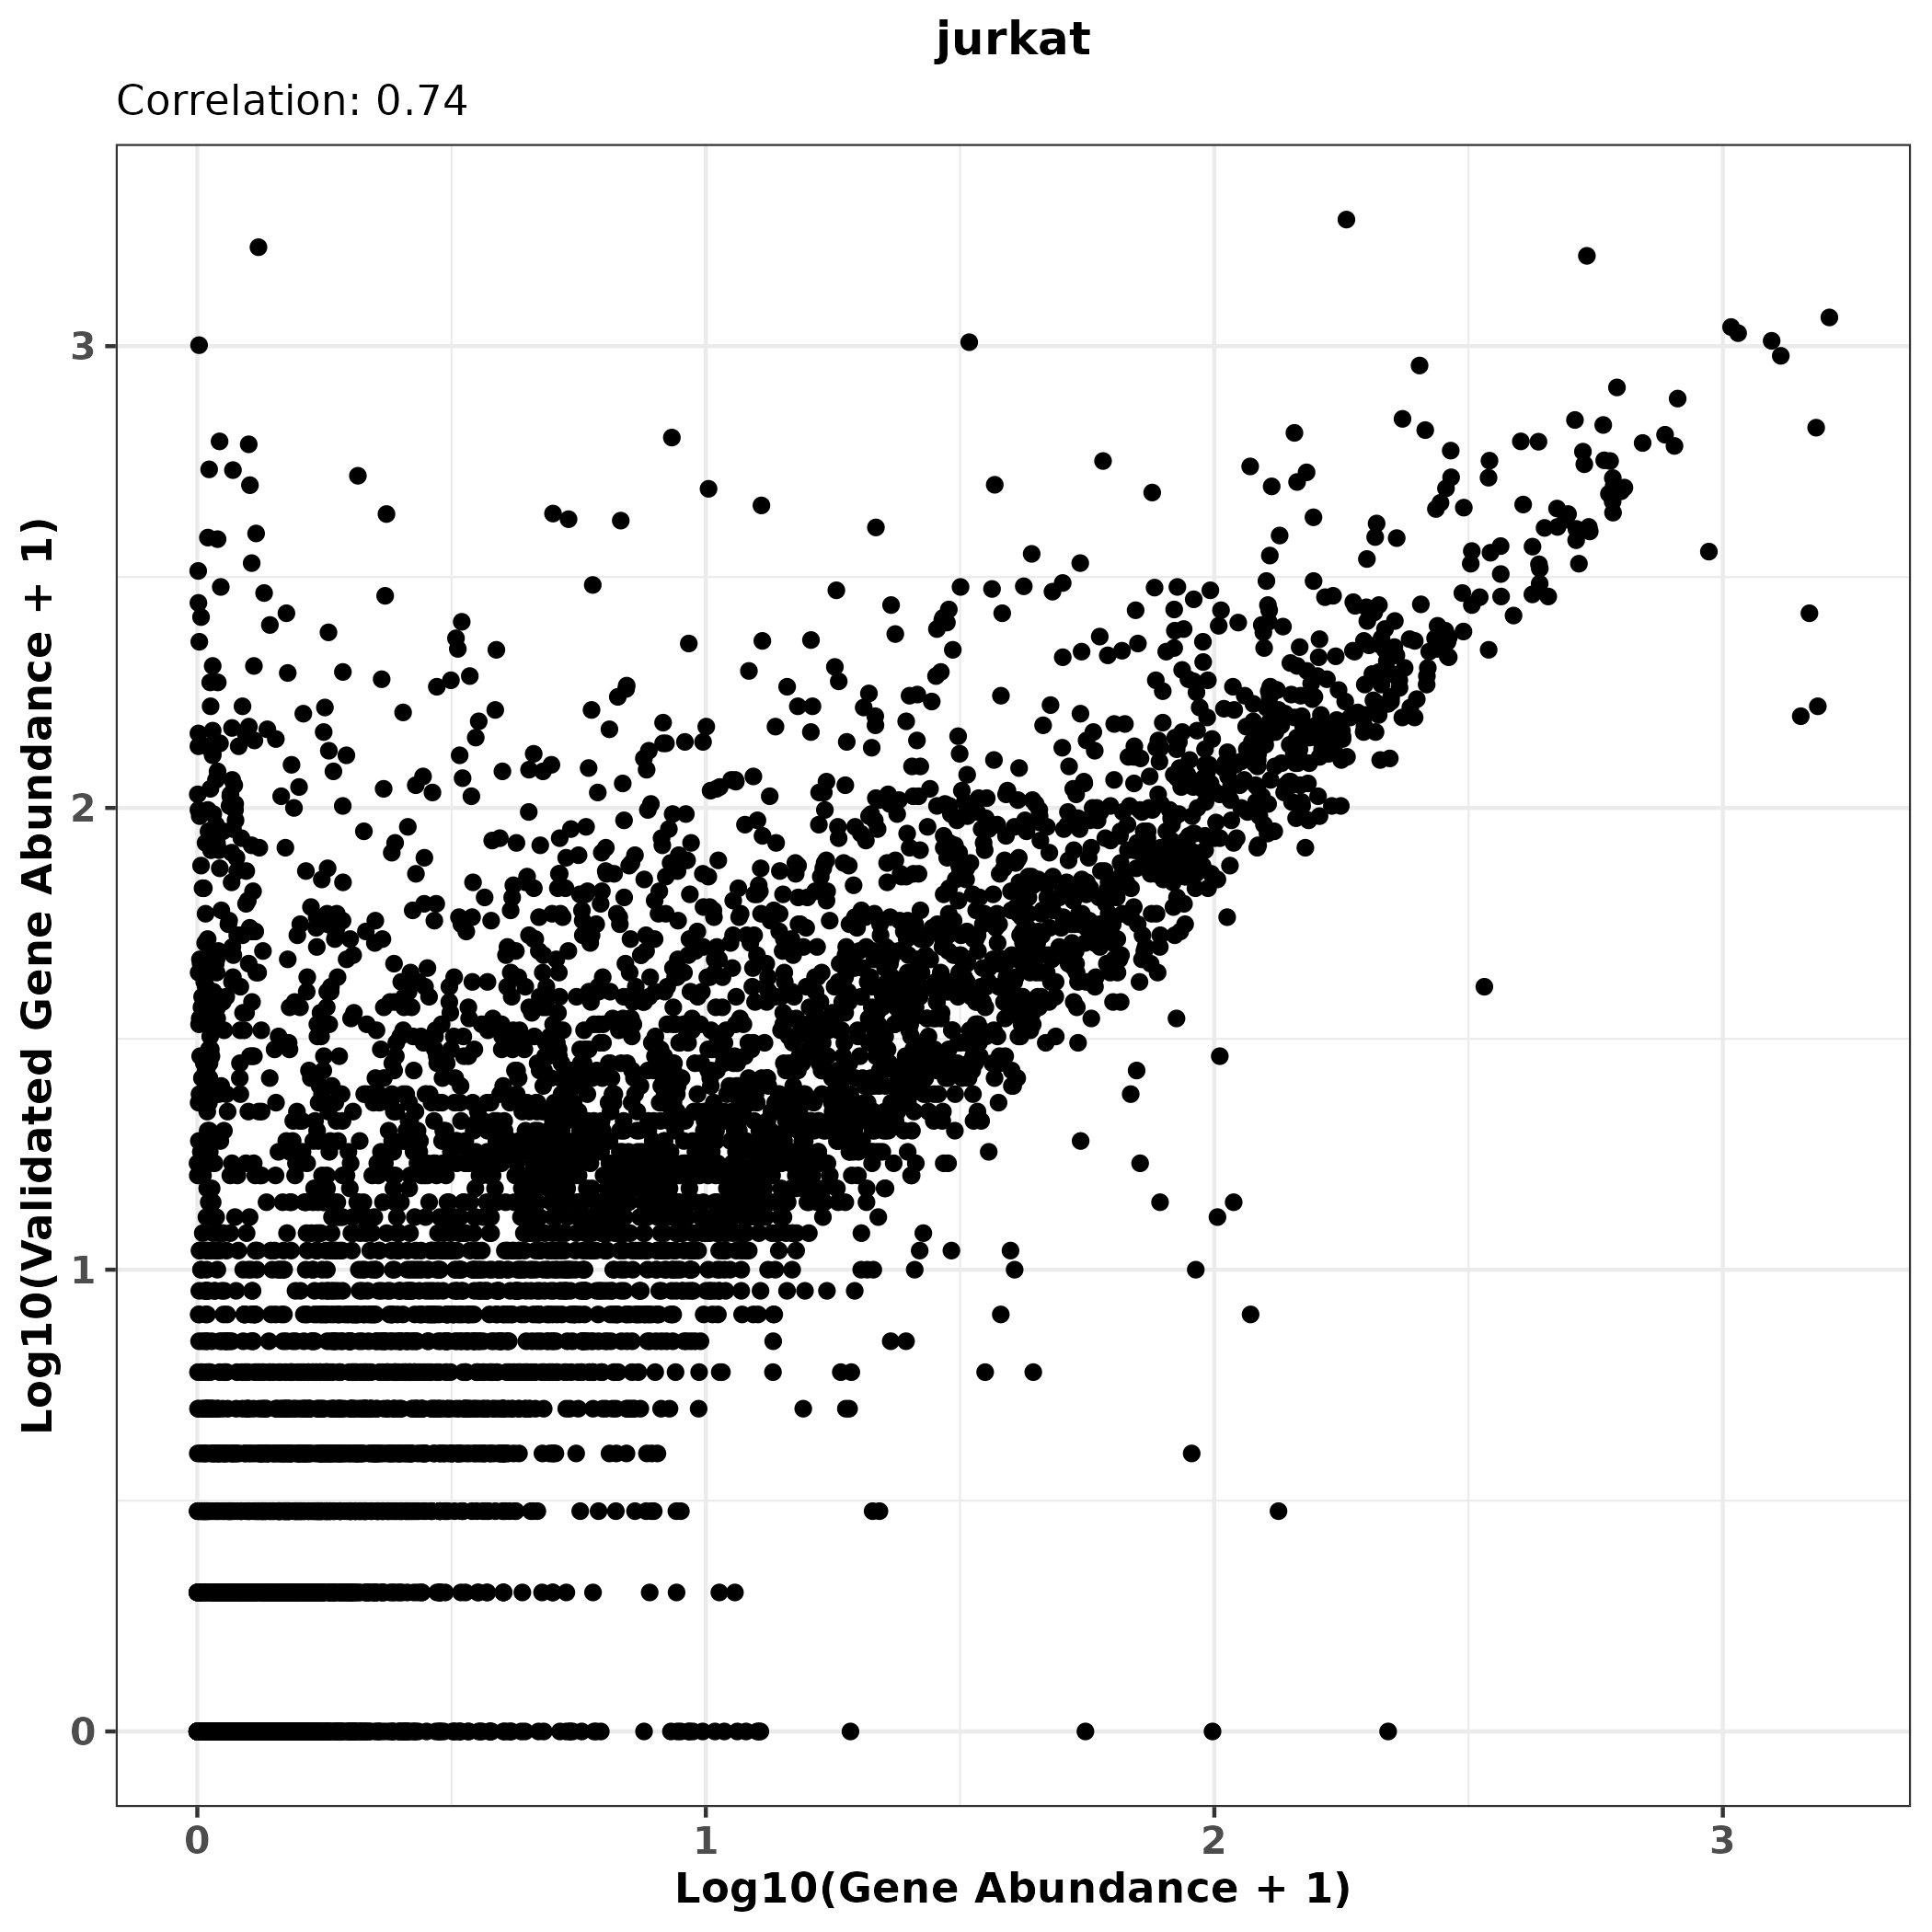 jurkat
Correlation: 0.74
Log10(Validated Gene Abundance + 1)
3
2
1
0
0 1 2 3
Log10(Gene Abundance + 1)